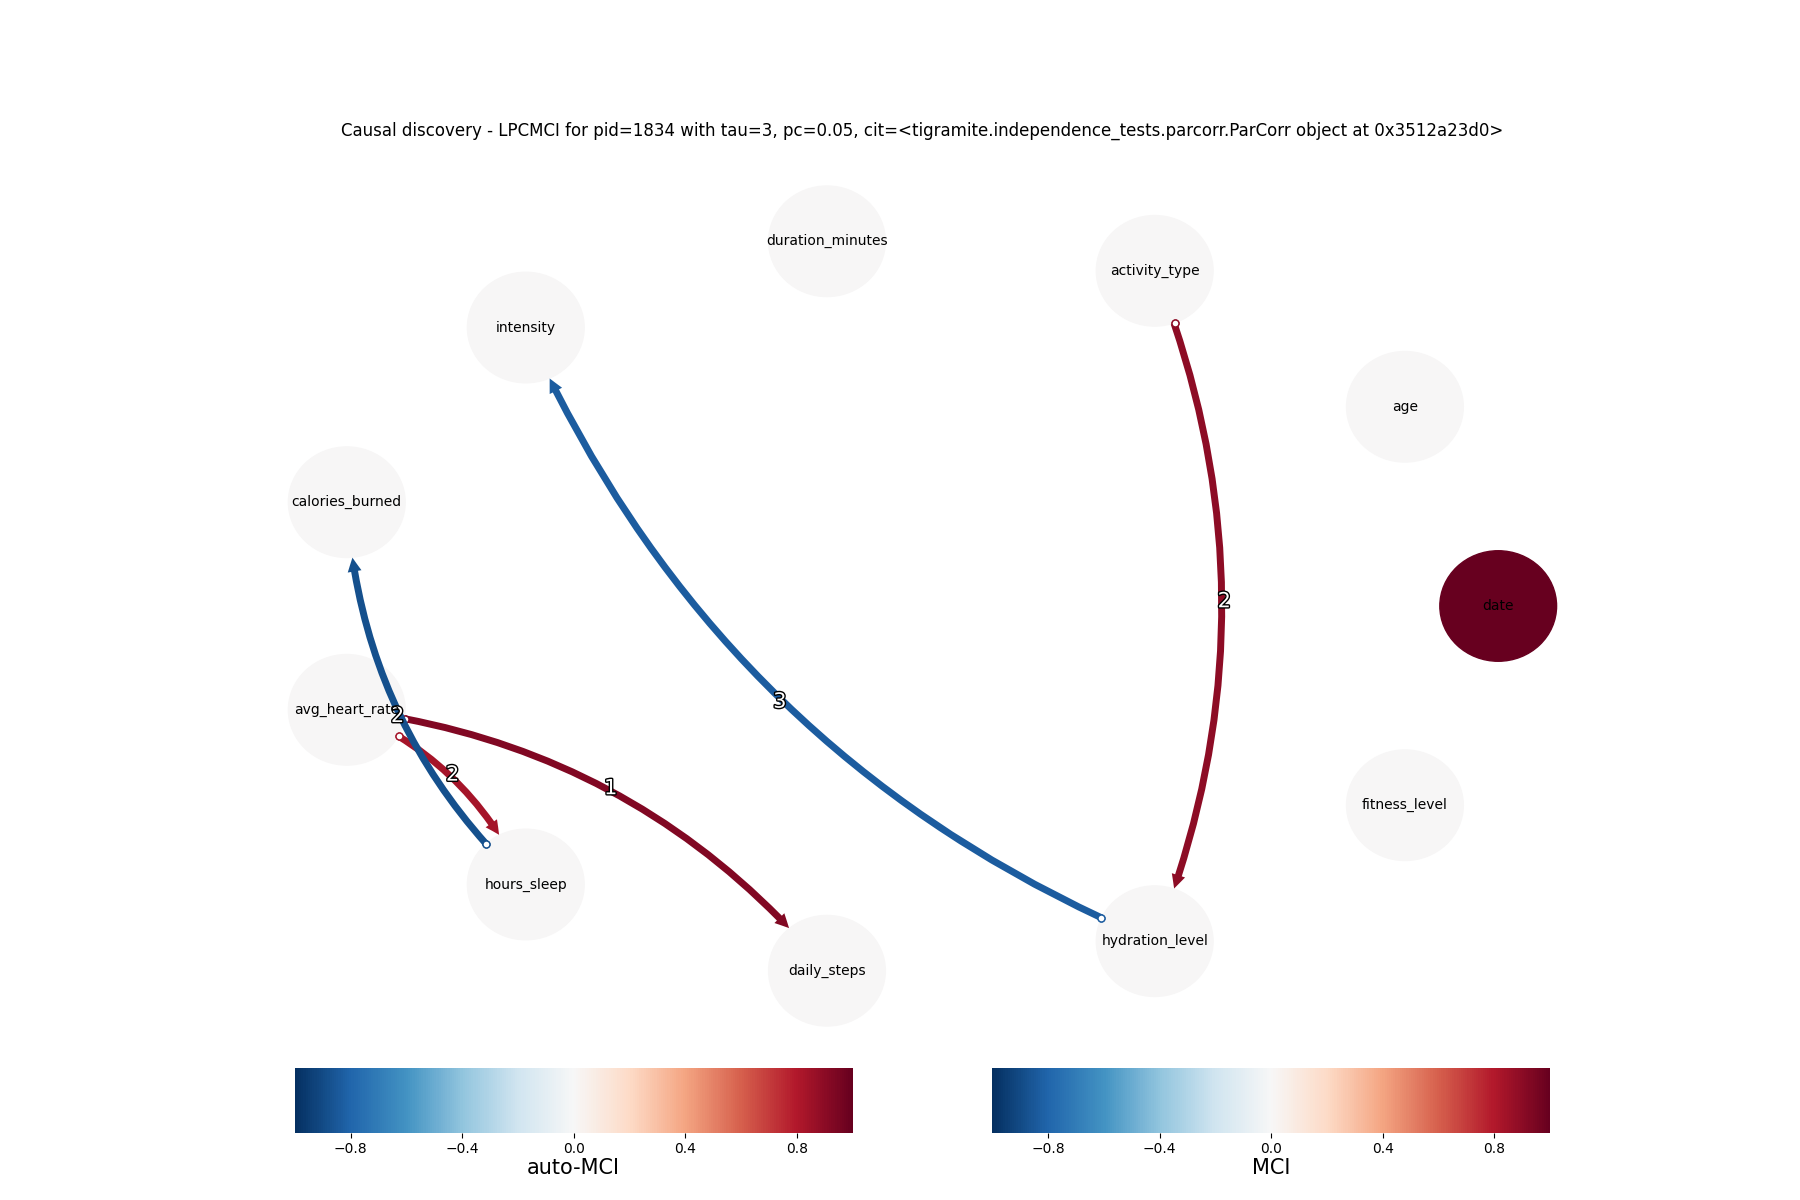 Causal discovery - LPCMCI for pid=1834 with tau=3, pc=0.05, cit=<tigramite.independence_tests.parcorr.ParCorr object at 0x3512a23d0>
duration_minutes
activity_type
intensity
age
calories_burned
date
2
3
avg_heart_rate
2
2
1
fitness_level
hours_sleep
hydration_level
daily_steps
−0.8 −0.4 0.0 0.4 0.8
auto-MCI
−0.8 −0.4 0.0 0.4 0.8
MCI